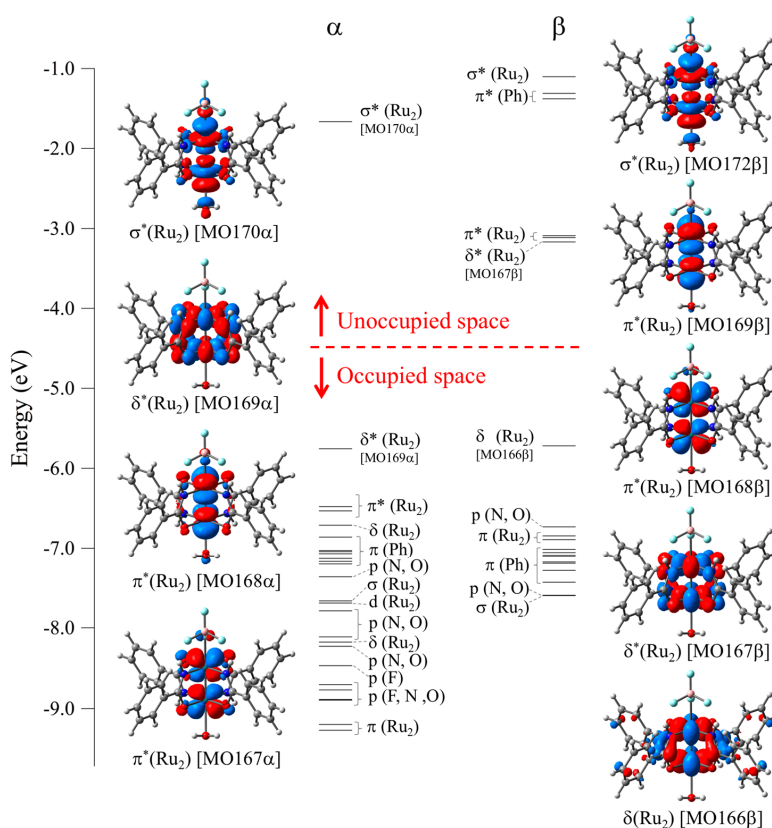 α
β
Energy (eV)
-1.0
-2.0
-3.0
-4.0
-5.0
-6.0
-7.0
-8.0
-9.0
σ*(Ru2) [MO170α]
δ*(Ru2) [MO169α]
π*(Ru2) [MO168α]
π*(Ru2) [MO167α]
σ* (Ru2)
[MO170α]
Unoccupied space
Occupied space
δ* (Ru2)
[MO169α]
π* (Ru2)
δ (Ru2)
π (Ph)
p (N, O)
σ (Ru2)
d (Ru2)
p (N, O)
δ (Ru2)
p (N, O)
p (F)
p (F, N ,O)
π (Ru2)
σ* (Ru2)
π* (Ph)
π* (Ru2)
δ* (Ru2)
[MO167β]
δ (Ru2)
[MO166β]
p (N, O)
π (Ru2)
π (Ph)
p (N, O)
σ (Ru2)
σ*(Ru2) [MO172β]
π*(Ru2) [MO169β]
π*(Ru2) [MO168β]
δ*(Ru2) [MO167β]
δ(Ru2) [MO166β]